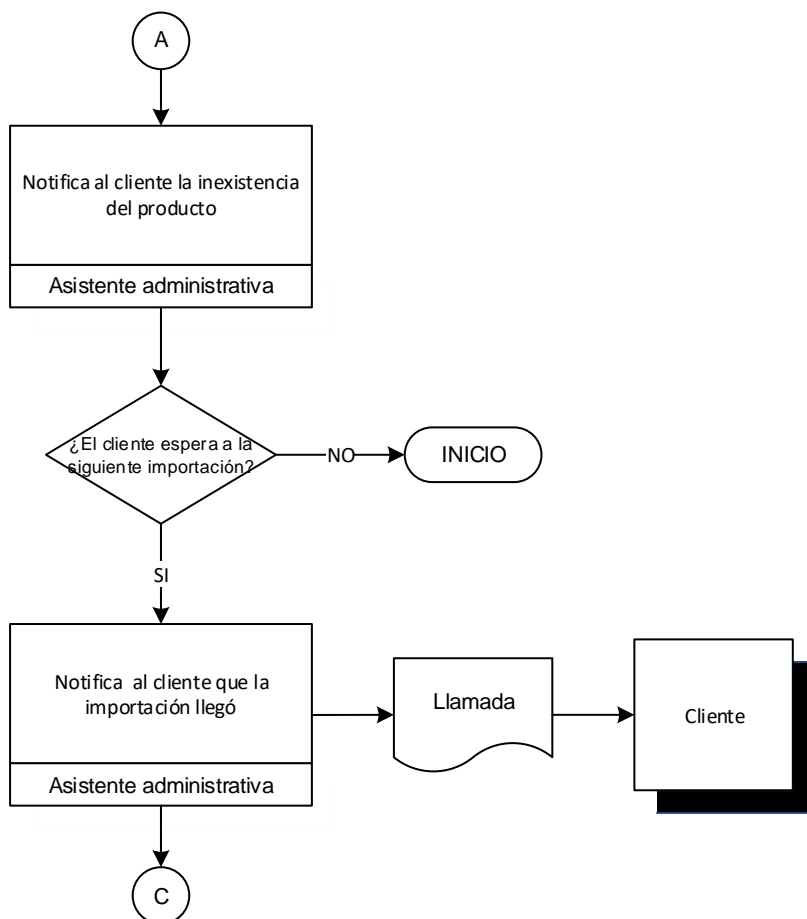 A
Notifica al cliente la inexistencia
del producto
Asistente administrativa
¿El cliente espera a la
siguiente importación?
NO
INICIO
SI
Notifica al cliente que la
importación llegó
Asistente administrativa
Llamada
Cliente
C